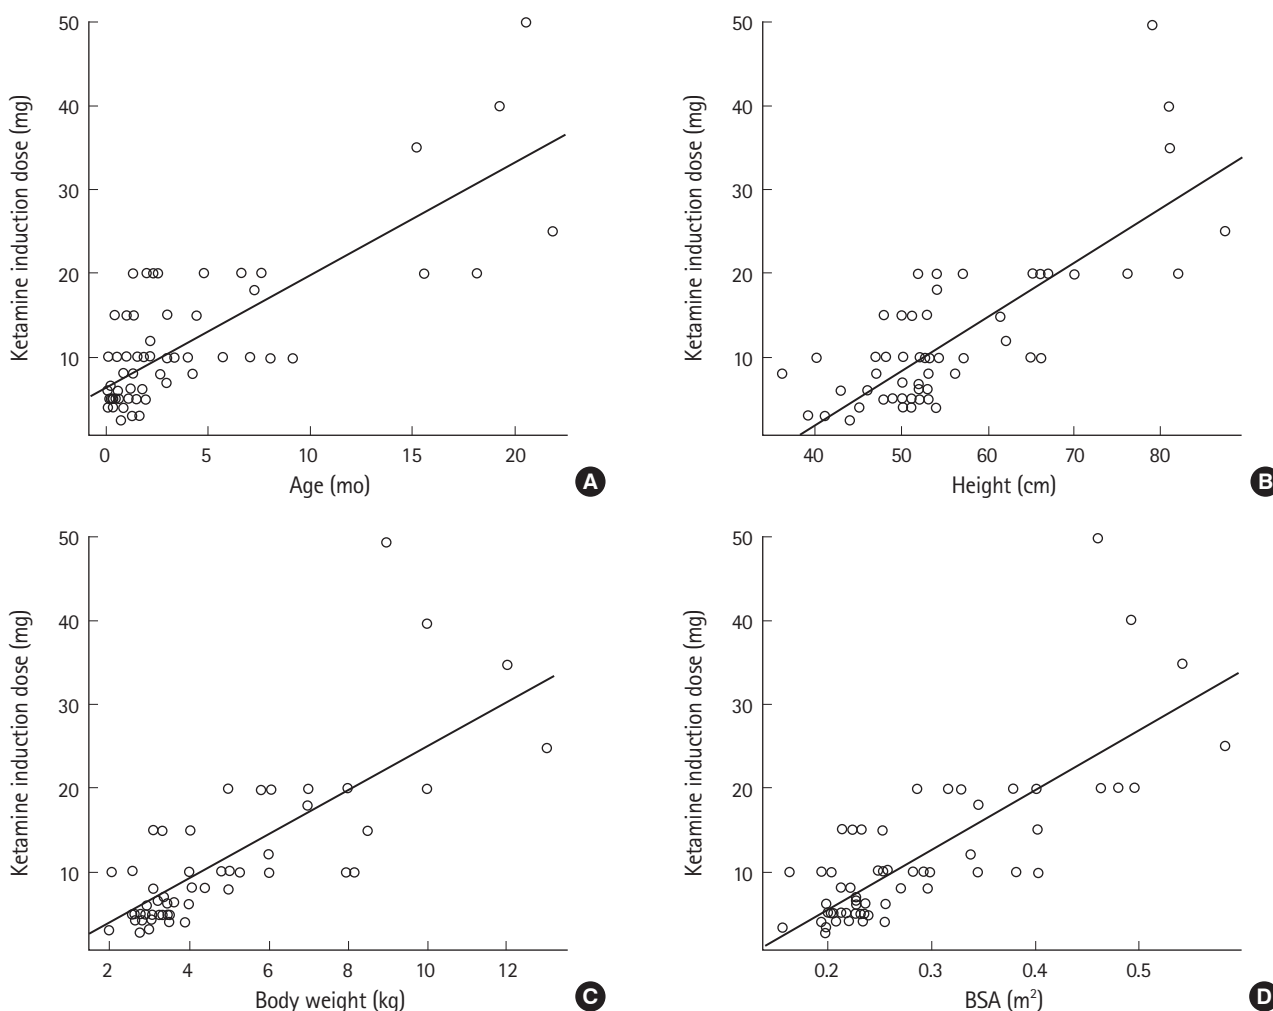 50
40
30
20
10
Ketamine induction dose (mg)
0 5 10 15 20
Age (mo)
A
50
40
30
20
10
Ketamine induction dose (mg)
40 50 60 70 80
Height (cm)
B
50
40
30
20
10
Ketamine induction dose (mg)
2 4 6 8 10 12
Body weight (kg)
C
50
40
30
20
10
Ketamine induction dose (mg)
0.2 0.3 0.4 0.5
BSA (m²)
D